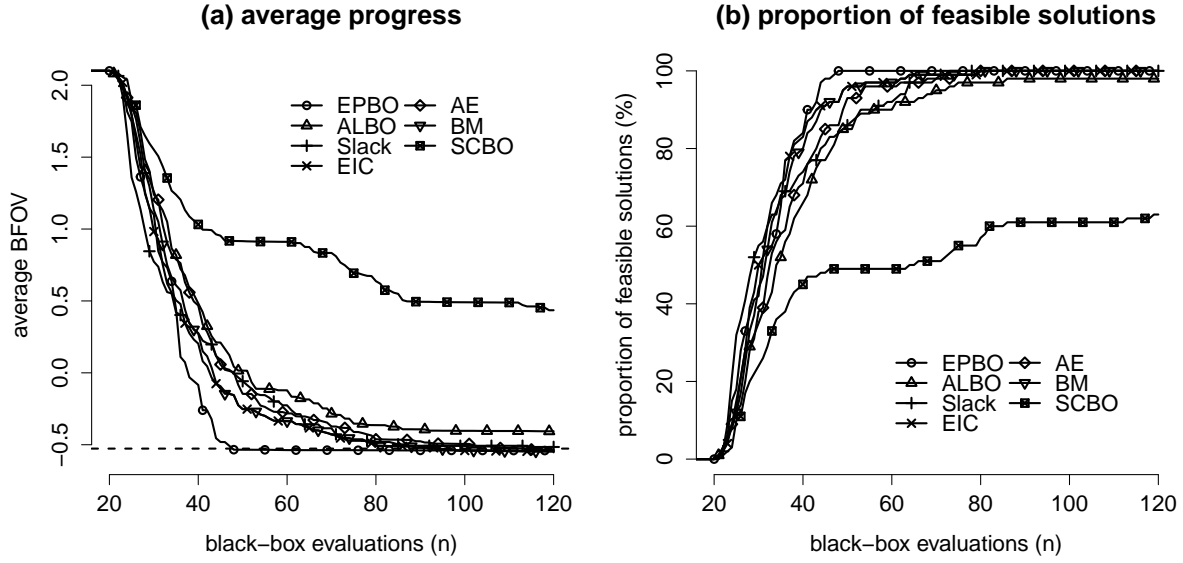 (a) average progress
average BFOV
2.0
1.5
1.0
0.5
0.0
−0.5
EPBO
ALBO
Slack
EIC
AE
BM
SCBO
20 40 60 80 100 120
black−box evaluations (n)
(b) proportion of feasible solutions
proportion of feasible solutions (%)
100
80
60
40
20
0
EPBO
ALBO
Slack
EIC
AE
BM
SCBO
20 40 60 80 100 120
black−box evaluations (n)